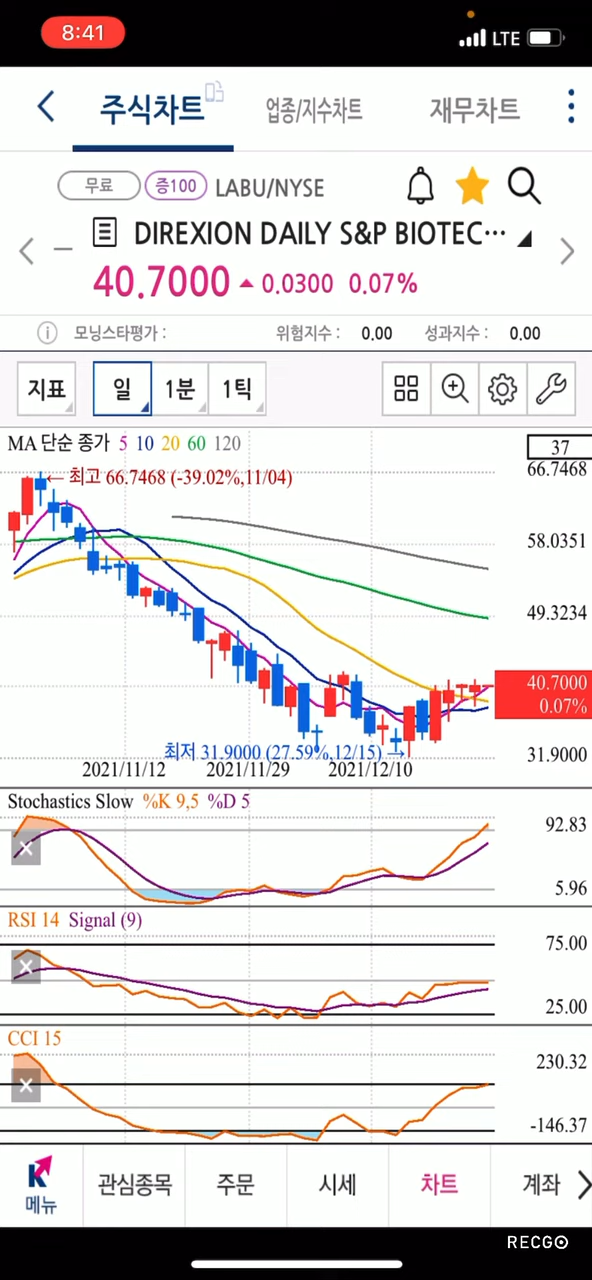 8:41
LTE
주식차트 업종/지수차트 재무차트
무료 증100 LABU/NYSE
DIREXION DAILY S&P BIOTEC···
40.7000 ▲ 0.0300 0.07%
모닝스타평가 : 위험지수 : 0.00 성과지수 : 0.00
지표 일 1분 1틱
MA 단순 종가 5 10 20 60 120
37
66.7468
← 최고 66.7468 (-39.02%,11/04)
58.0351
49.3234
40.7000
0.07%
최저 31.9000 (27.59%,12/15) →
31.9000
2021/11/12 2021/11/29 2021/12/10
Stochastics Slow %K 9,5 %D 5
92.83
5.96
RSI 14 Signal (9)
75.00
25.00
CCI 15
230.32
-146.37
K
메뉴 관심종목 주문 시세 차트 계좌
RECGO